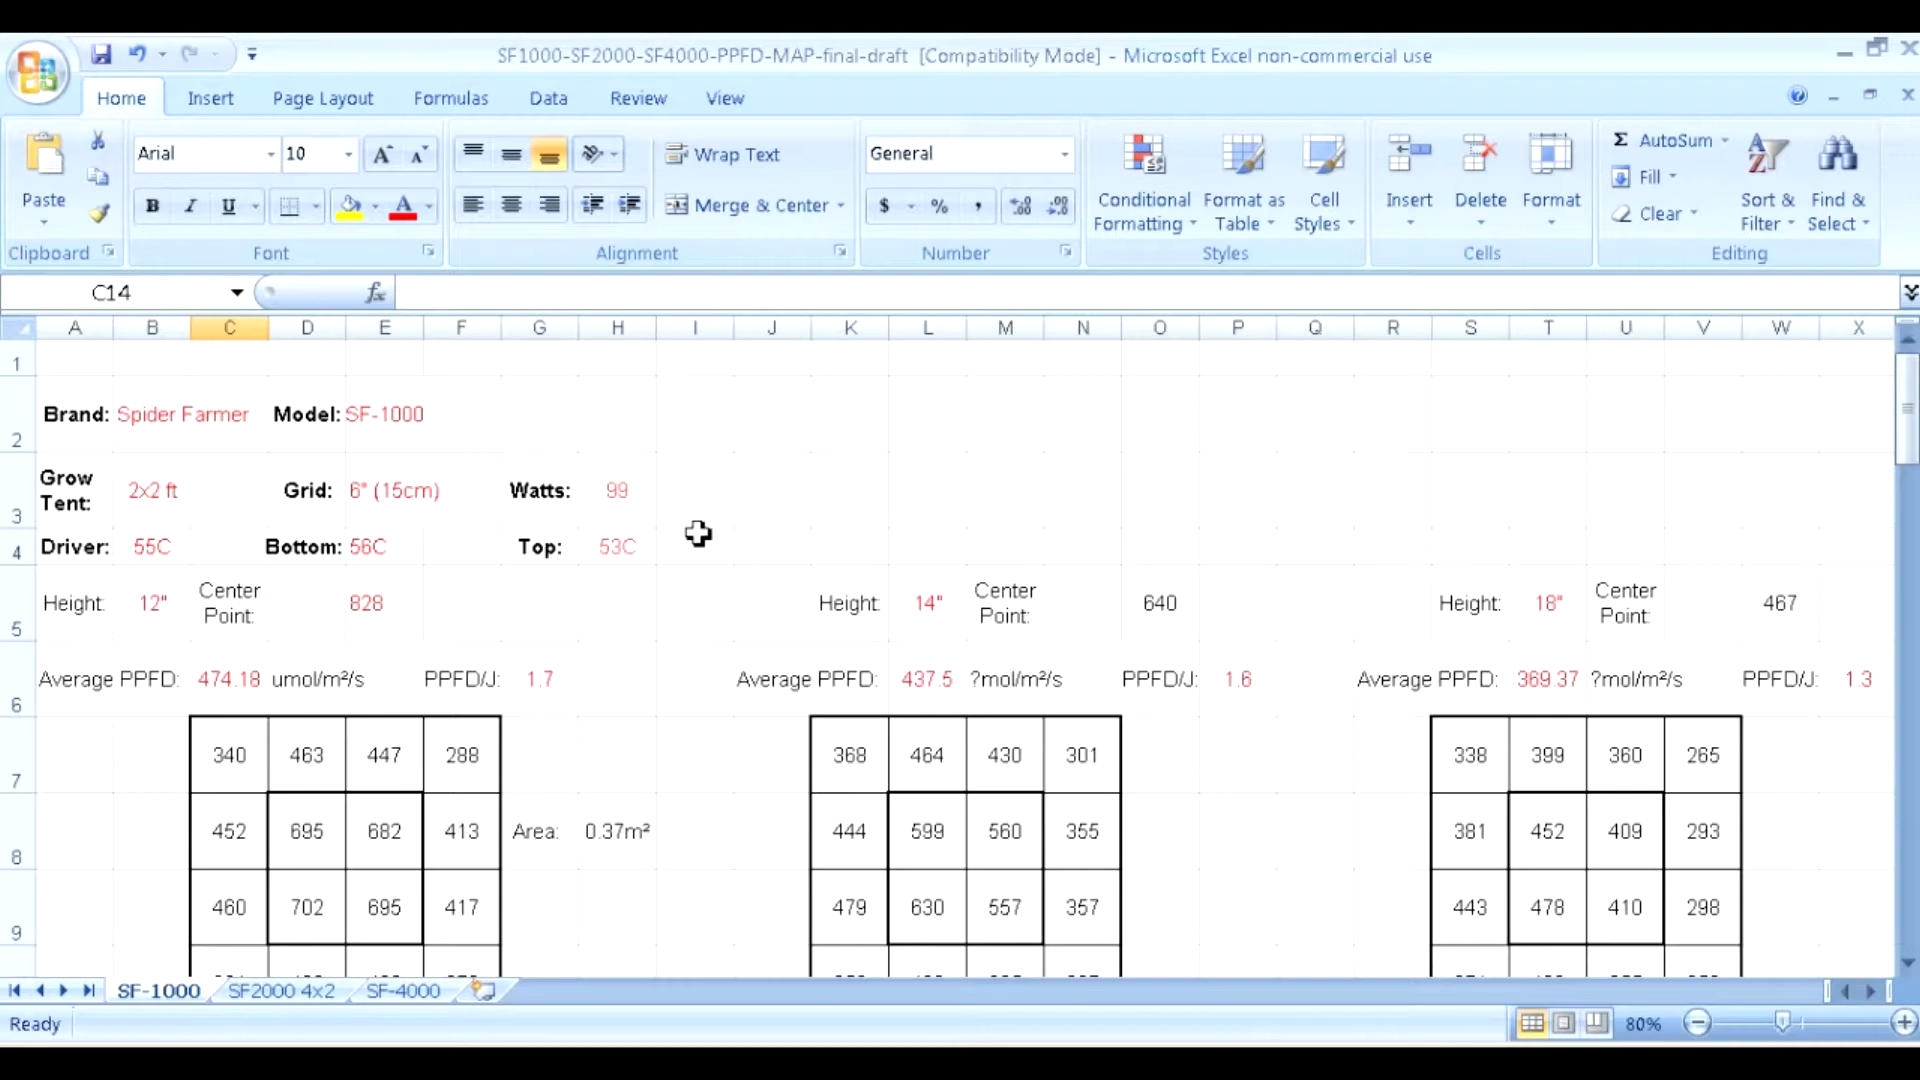 SF1000-SF2000-SF4000-PPFD-MAP-final-draft [Compatibility Mode] - Microsoft Excel non-commercial use
Home Insert Page Layout Formulas Data Review View
Arial 10 Wrap Text General AutoSum
Fill
Paste B I U Merge & Center $ % , Conditional Formatting Format as Table Cell Styles Insert Delete Format Clear Sort & Filter Find & Select
Clipboard Font Alignment Number Styles Cells Editing
C14 fx
A B C D E F G H I J K L M N O P Q R S T U V W X
1
2 Brand: Spider Farmer Model: SF-1000
3 Grow Tent: 2x2 ft Grid: 6" (15cm) Watts: 99
4 Driver: 55C Bottom: 56C Top: 53C
5 Height: 12" Center Point: 828 Height: 14" Center Point: 640 Height: 18" Center Point: 467
6 Average PPFD: 474.18 umol/m²/s PPFD/J: 1.7 Average PPFD: 437.5 ?mol/m²/s PPFD/J: 1.6 Average PPFD: 369.37 ?mol/m²/s PPFD/J: 1.3
7 340 463 447 288 368 464 430 301 338 399 360 265
8 452 695 682 413 Area: 0.37m² 444 599 560 355 381 452 409 293
9 460 702 695 417 479 630 557 357 443 478 410 298
SF-1000 SF2000 4x2 SF-4000
Ready 80%